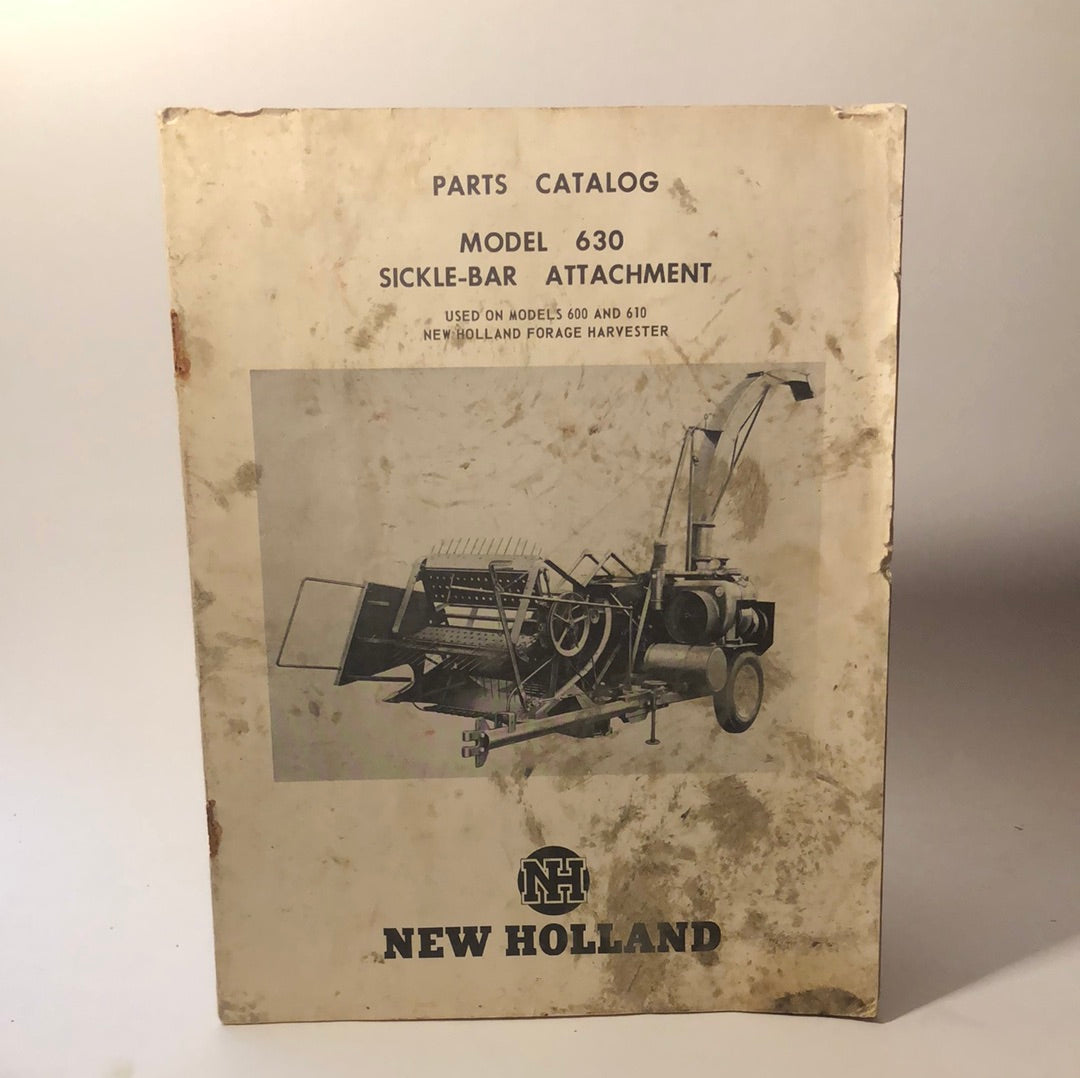 PARTS CATALOG
MODEL 630
SICKLE-BAR ATTACHMENT
USED ON MODELS 600 AND 610
NEW HOLLAND FORAGE HARVESTER
NH
NEW HOLLAND